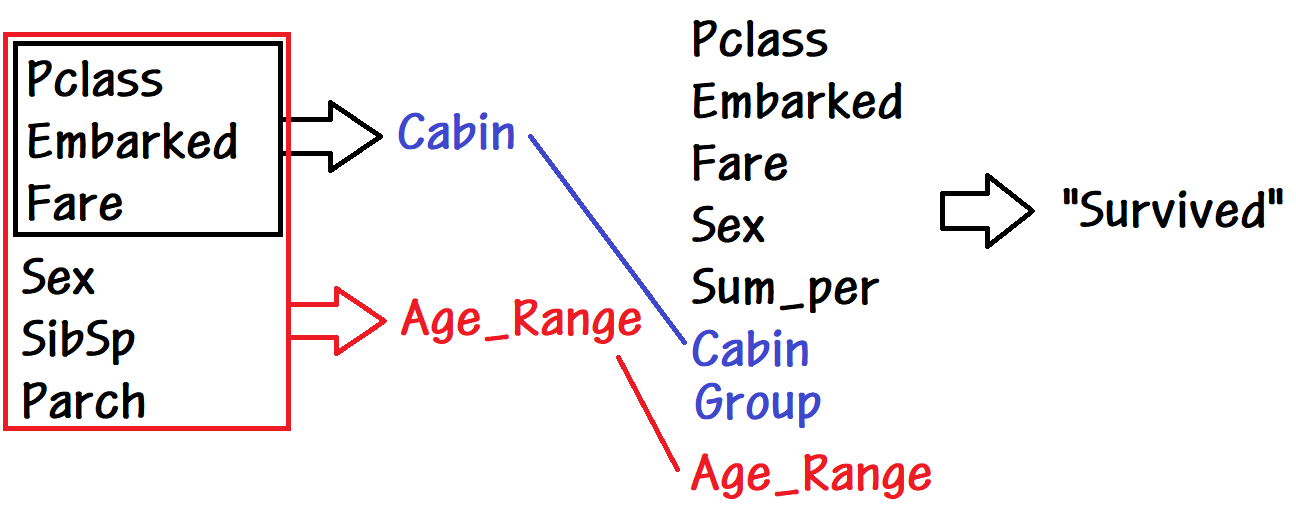 Pclass
Embarked
Fare
Sex
SibSp
Parch
Cabin
Age_Range
Pclass
Embarked
Fare
Sex
Sum_per
Cabin
Group
Age_Range
"Survived"